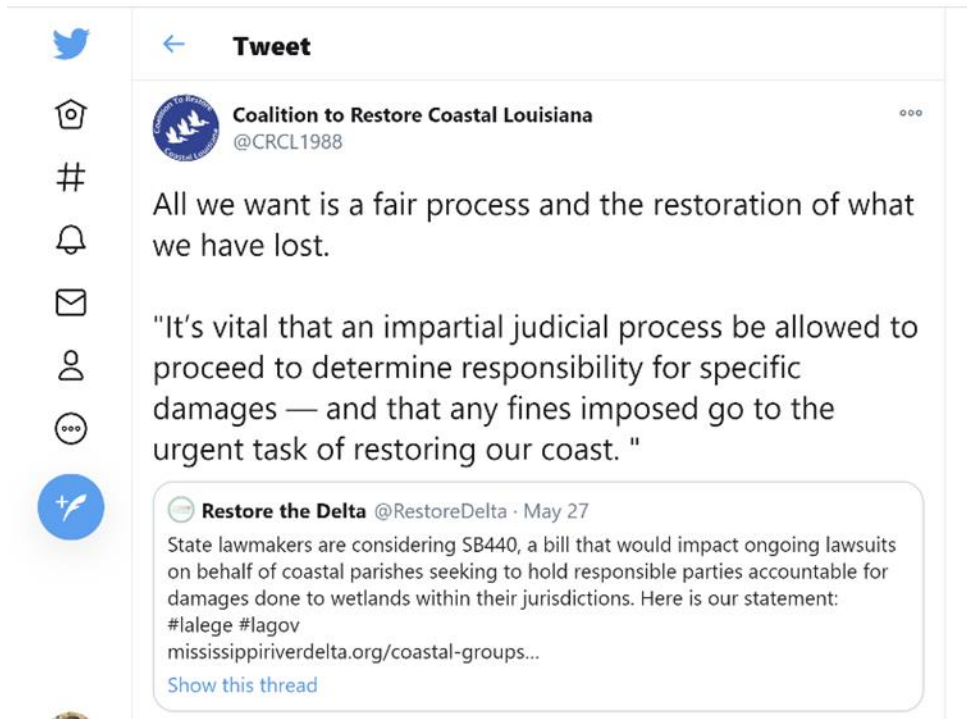 Tweet
Coalition to Restore Coastal Louisiana
@CRCL1988
All we want is a fair process and the restoration of what
we have lost.
"It's vital that an impartial judicial process be allowed to
proceed to determine responsibility for specific
damages — and that any fines imposed go to the
urgent task of restoring our coast. "
Restore the Delta @RestoreDelta · May 27
State lawmakers are considering SB440, a bill that would impact ongoing lawsuits
on behalf of coastal parishes seeking to hold responsible parties accountable for
damages done to wetlands within their jurisdictions. Here is our statement:
#lalege #lagov
mississippiriverdelta.org/coastal-groups...
Show this thread
Coalition To Restore
Coastal Louisiana